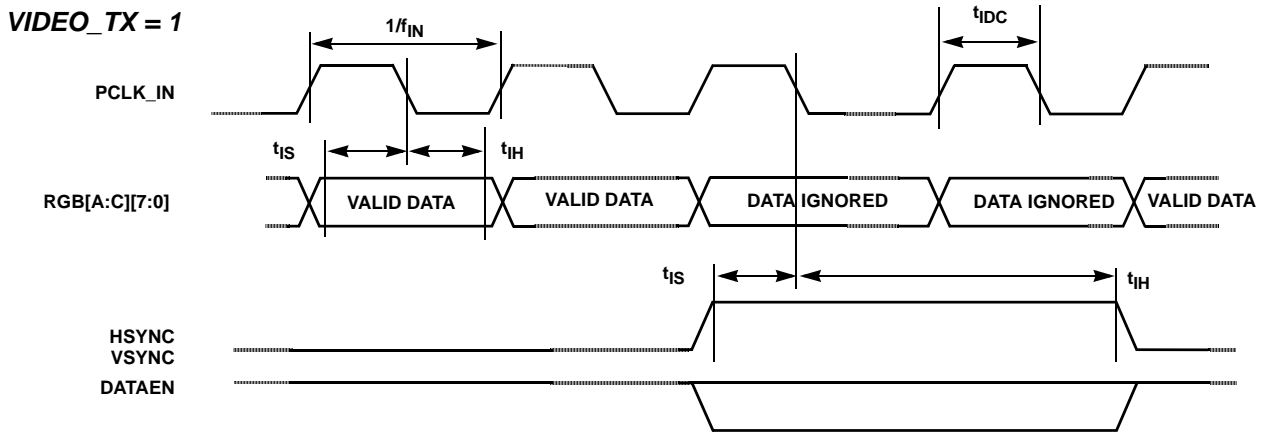 VIDEO_TX = 1
1/fIN
tIDC
PCLK_IN
tIS
tIH
RGB[A:C][7:0]
VALID DATA
VALID DATA
DATA IGNORED
DATA IGNORED
VALID DATA
tIS
tIH
HSYNC
VSYNC
DATAEN